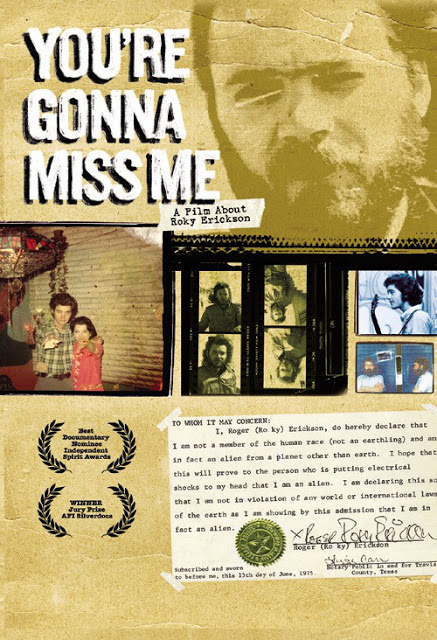 YOU'RE
GONNA
MISS ME
A Film About
Roky Erickson
Best
Documentary
Nominee
Independent
Spirit Awards
WINNER
Jury Prize
AFI Silverdocs
TO WHOM IT MAY CONCERN:
I, Roger (Ro ky) Erickson, do hereby declare that
I am not a member of the human race (not an earthling) and am
in fact an alien from a planet other than earth. I hope that
this will prove to the person who is putting electrical
shocks to my head that I am an alien. I am declaring this so
that I am not in violation of any world or international laws
of the earth as I am showing by this admission that I am in
fact an alien.
Roger (Ro ky) Erickson
Notary Public in and for Travis
County, Texas
Subscribed and sworn
to before me, this 13th day of June, 1975